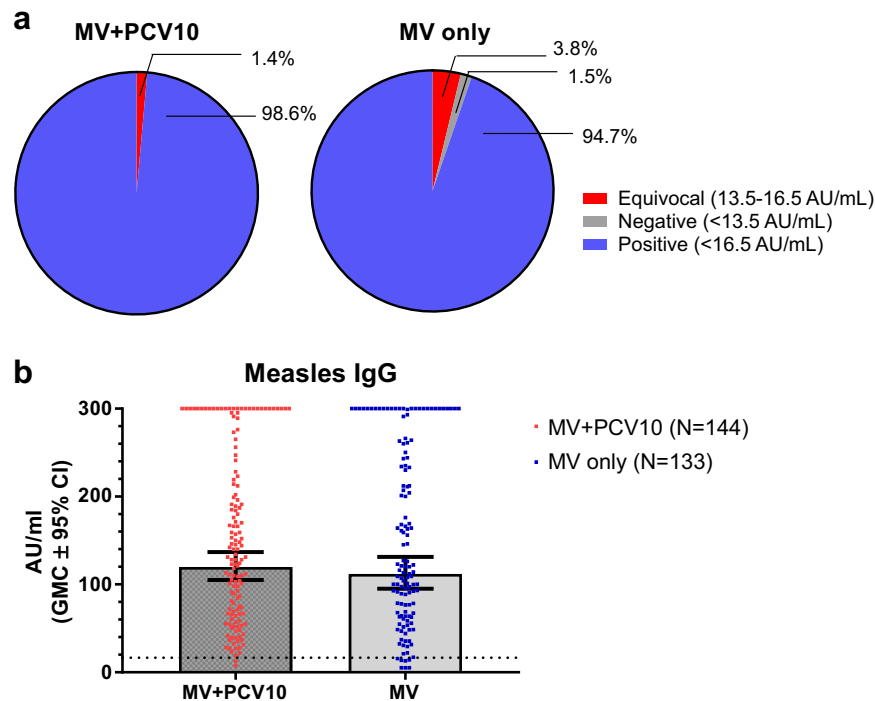 a
MV+PCV10
MV only
1.4%
98.6%
3.8%
1.5%
94.7%
Equivocal (13.5-16.5 AU/mL)
Negative (<13.5 AU/mL)
Positive (<16.5 AU/mL)
b
Measles IgG
AU/ml
(GMC ± 95% CI)
300
200
100
0
MV+PCV10
MV
MV+PCV10 (N=144)
MV only (N=133)